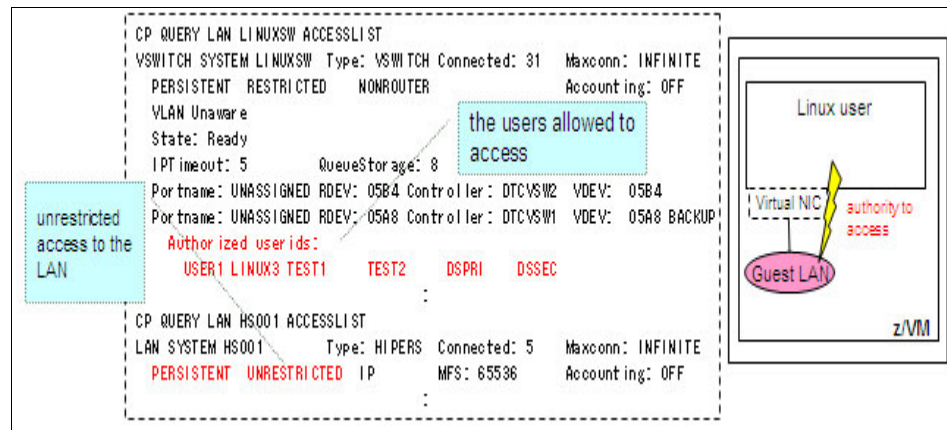 CP QUERY LAN LINUXSW ACCESSLIST
VSWITCH SYSTEM LINUXSW Type: VSWITCH Connected: 31 Maxconn: INFINITE
PERSISTENT RESTRICTED NONROUTER Accounting: OFF
VLAN Unaware
State: Ready
IPTimeout: 5 QueueStorage: 8
Portname: UNASSIGNED RDEV: 05B4 Controller: DTCVSW2 VDEV: 05B4
Portname: UNASSIGNED RDEV: 05A8 Controller: DTCVSW1 VDEV: 05A8 BACKUP
Authorized userids:
USER1 LINUX3 TEST1 TEST2 DSPRI DSSEC
:
CP QUERY LAN HS001 ACCESSLIST
LAN SYSTEM HS001 Type: HIPERS Connected: 5 Maxconn: INFINITE
PERSISTENT UNRESTRICTED IP MFS: 65536 Accounting: OFF
:
the users allowed to
access
unrestricted
access to the
LAN
Linux user
Virtual NIC
authority to
access
Guest LAN
z/VM